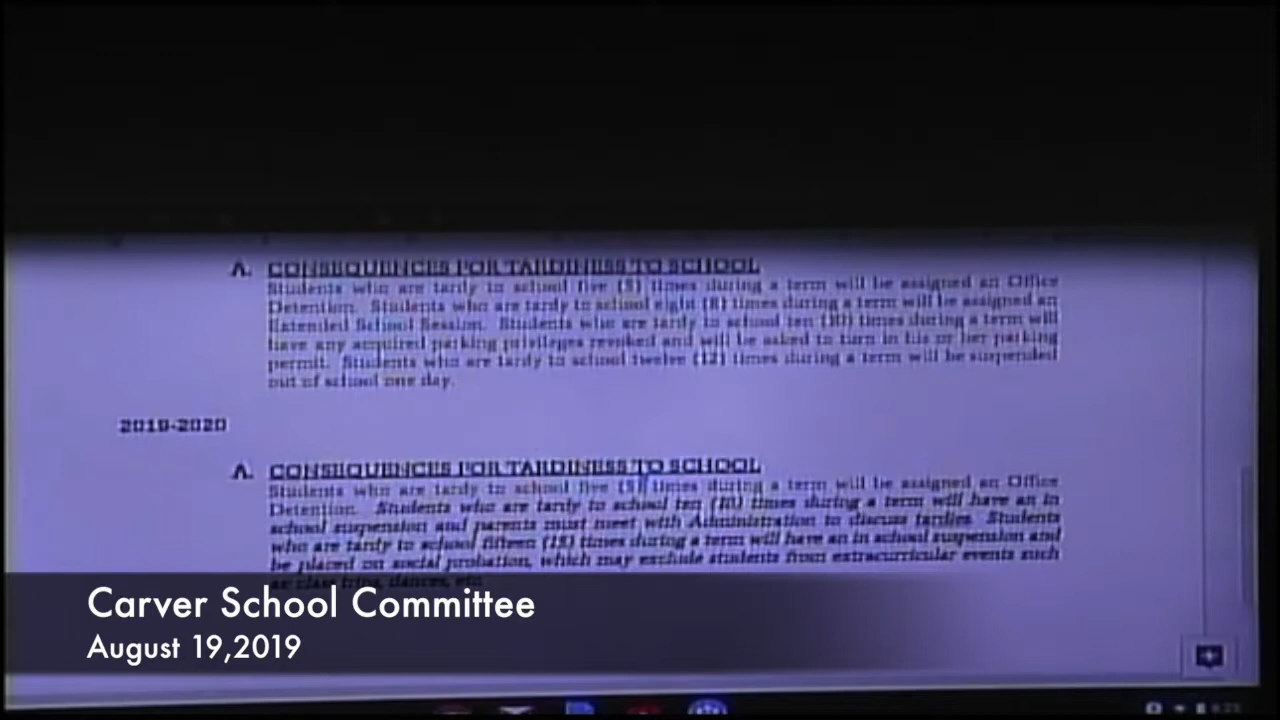 A. CONSEQUENCES FOR TARDINESS TO SCHOOL
Students who are tardy to school five (5) times during a term will be assigned an Office
Detention. Students who are tardy to school eight (8) times during a term will be assigned an
Extended School Session. Students who are tardy to school ten (10) times during a term will
have any acquired parking privileges revoked and will be asked to turn in his or her parking
permit. Students who are tardy to school twelve (12) times during a term will be suspended
out of school one day.
2019-2020
A. CONSEQUENCES FOR TARDINESS TO SCHOOL
Students who are tardy to school five (5) times during a term will be assigned an Office
Detention. Students who are tardy to school ten (10) times during a term will have an in
school suspension and parents must meet with Administration to discuss tardies. Students
who are tardy to school fifteen (15) times during a term will have an in school suspension and
be placed on social probation, which may exclude students from extracurricular events such
as class trips, dances, etc.
Carver School Committee
August 19,2019